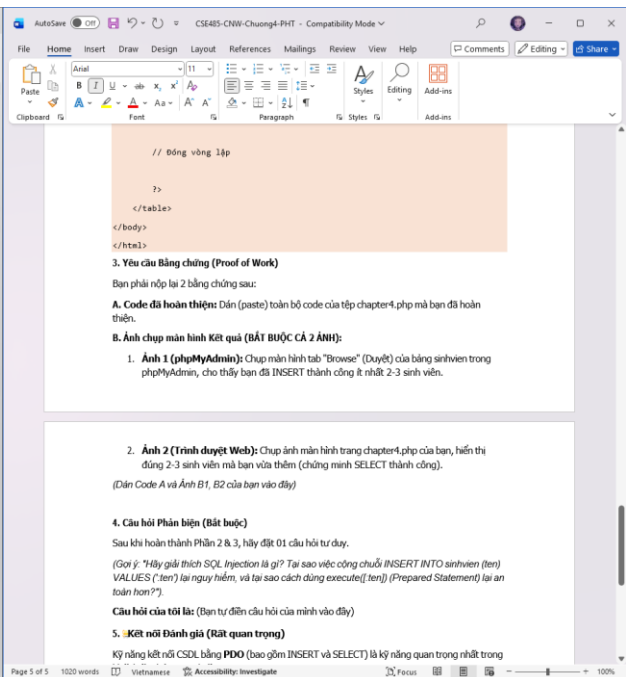 AutoSave Off CSE485-CNW-Chuong4-PHT - Compatibility Mode
File Home Insert Draw Design Layout References Mailings Review View Help Comments Editing Share
Paste
Clipboard
Arial 11
B I U ab x₂ x² A
A A Aa A A
Font
Paragraph
Styles
Styles
Editing
Add-ins
Add-ins
// Đóng vòng lặp
?>
</table>
</body>
</html>
3. Yêu cầu Bằng chứng (Proof of Work)
Bạn phải nộp lại 2 bằng chứng sau:
A. Code đã hoàn thiện: Dán (paste) toàn bộ code của tệp chapter4.php mà bạn đã hoàn
thiện.
B. Ảnh chụp màn hình Kết quả (BẮT BUỘC CẢ 2 ẢNH):
1. Ảnh 1 (phpMyAdmin): Chụp màn hình tab "Browse" (Duyệt) của bảng sinhvien trong
phpMyAdmin, cho thấy bạn đã INSERT thành công ít nhất 2-3 sinh viên.
2. Ảnh 2 (Trình duyệt Web): Chụp ảnh màn hình trang chapter4.php của bạn, hiển thị
đúng 2-3 sinh viên mà bạn vừa thêm (chứng minh SELECT thành công).
(Dán Code A và Ảnh B1, B2 của bạn vào đây)
4. Câu hỏi Phản biện (Bắt buộc)
Sau khi hoàn thành Phần 2 & 3, hãy đặt 01 câu hỏi tư duy.
(Gợi ý: "Hãy giải thích SQL Injection là gì? Tại sao việc cộng chuỗi INSERT INTO sinhvien (ten)
VALUES ('.ten') lại nguy hiểm, và tại sao cách dùng execute([.ten]) (Prepared Statement) lại an
toàn hơn?").
Câu hỏi của tôi là: (Bạn tự điền câu hỏi của mình vào đây)
5. Kết nối Đánh giá (Rất quan trọng)
Kỹ năng kết nối CSDL bằng PDO (bao gồm INSERT và SELECT) là kỹ năng quan trọng nhất trong
Page 5 of 5 1020 words Vietnamese Accessibility: Investigate Focus 100%